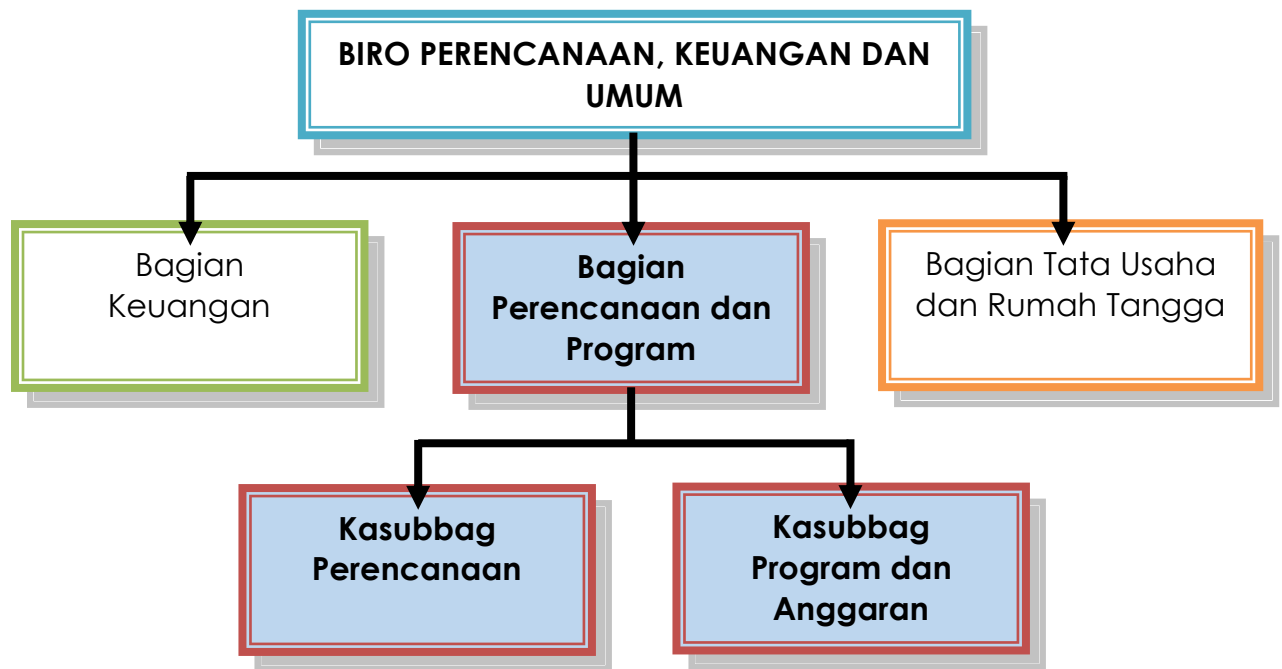 BIRO PERENCANAAN, KEUANGAN DAN
UMUM
Bagian
Keuangan
Bagian
Perencanaan dan
Program
Bagian Tata Usaha
dan Rumah Tangga
Kasubbag
Perencanaan
Kasubbag
Program dan
Anggaran